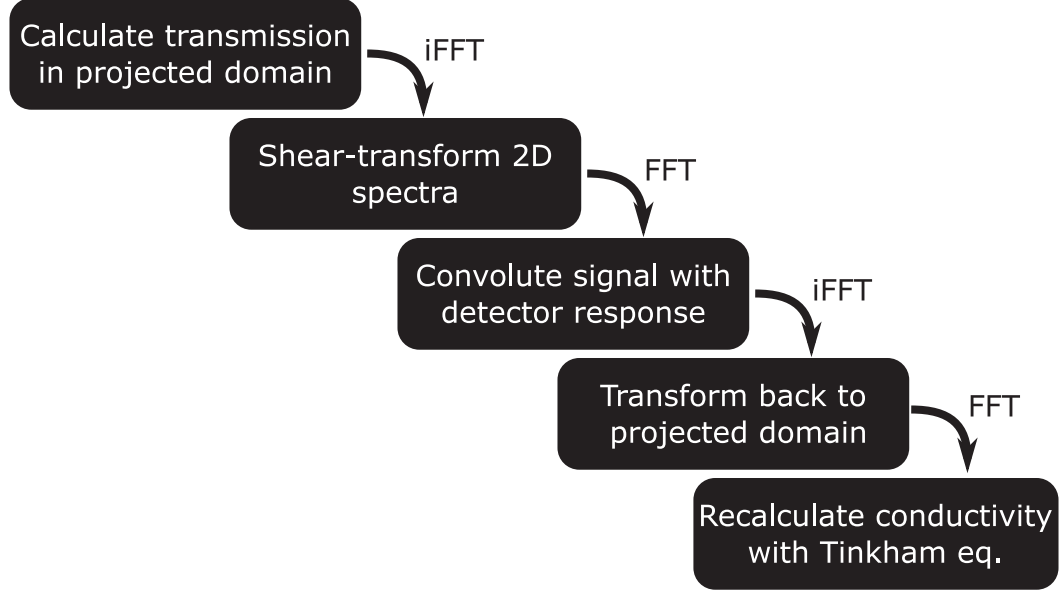 Calculate transmission
in projected domain
iFFT
Shear-transform 2D
spectra
FFT
Convolute signal with
detector response
iFFT
Transform back to
projected domain
FFT
Recalculate conductivity
with Tinkham eq.